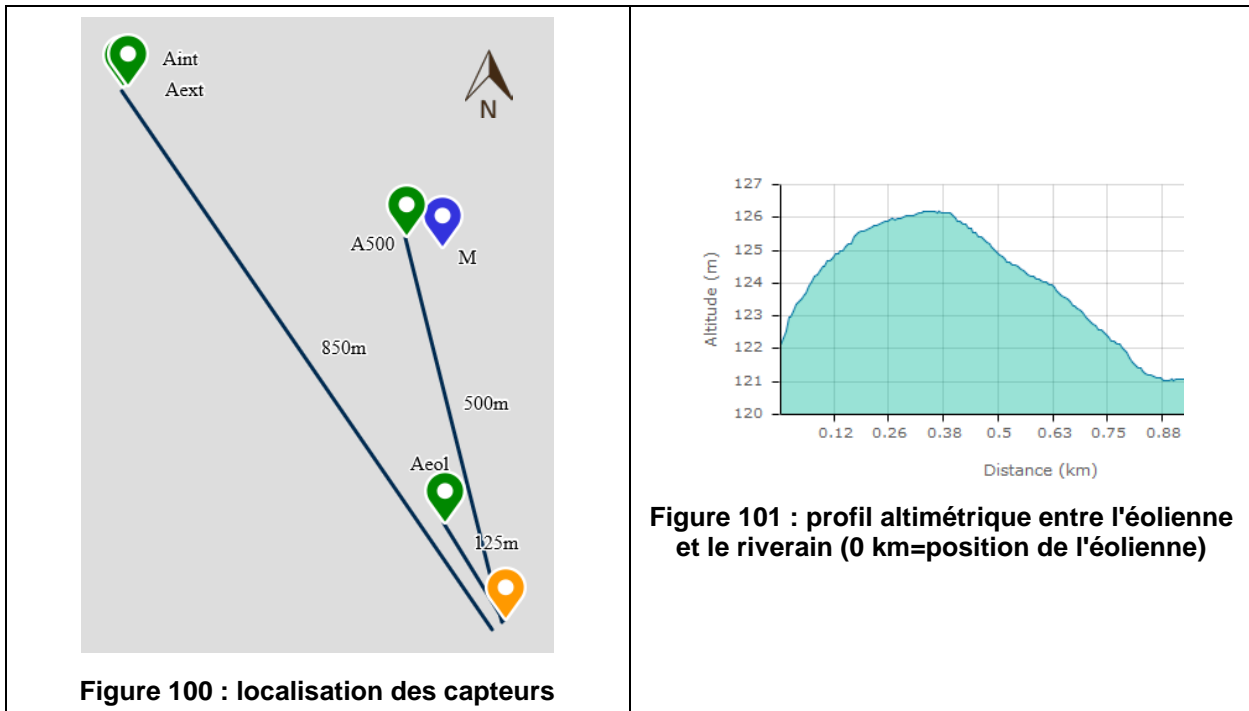 Aint
Aext
N
A500
M
850m
500m
Aeol
125m
Figure 100 : localisation des capteurs
127
126
125
124
123
122
121
120
Altitude (m)
0.12 0.26 0.38 0.5 0.63 0.75 0.88
Distance (km)
Figure 101 : profil altimétrique entre l'éolienne
et le riverain (0 km=position de l'éolienne)